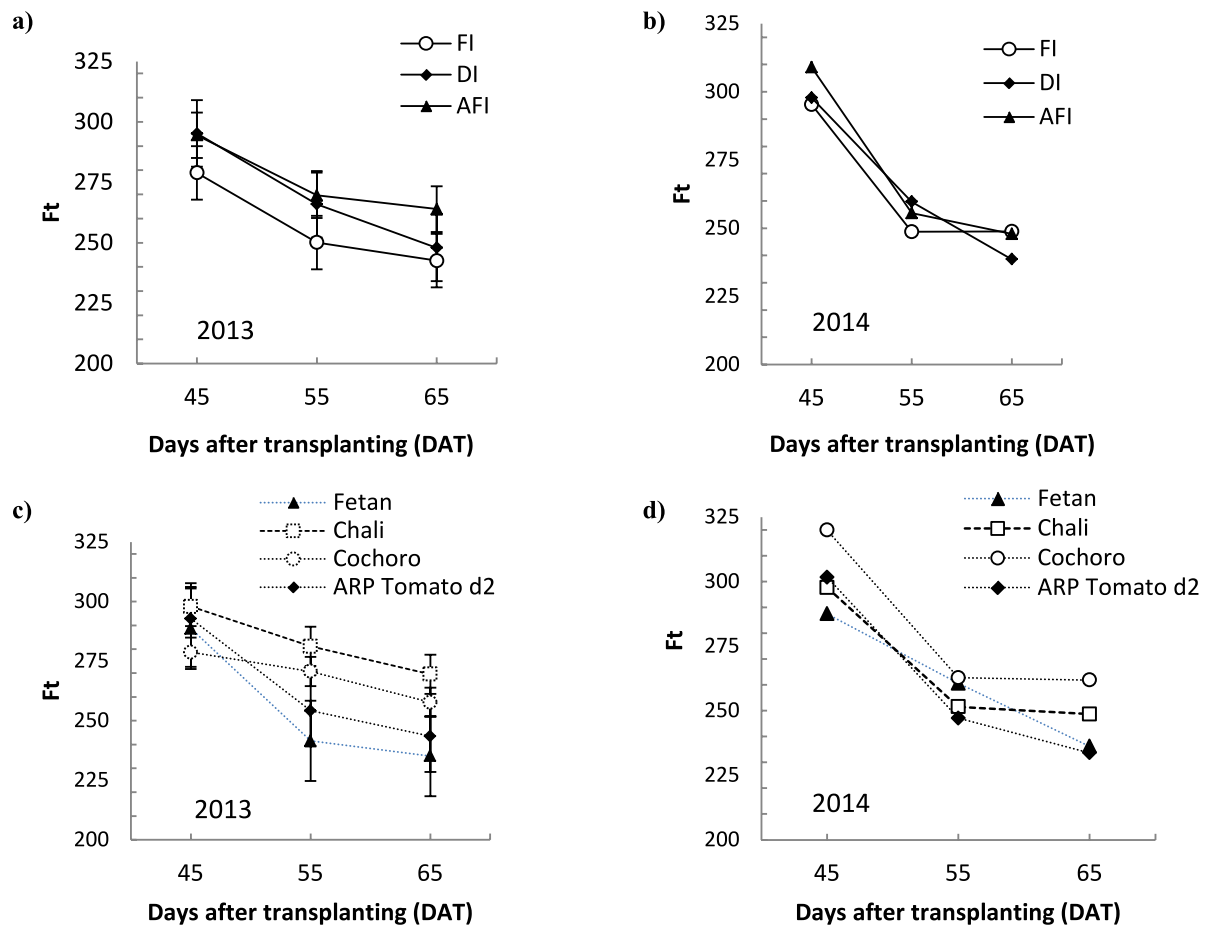 a)
FI
DI
AFI
325
300
275
250
225
200
Ft
2013
45 55 65
Days after transplanting (DAT)
b)
FI
DI
AFI
325
300
275
250
225
200
Ft
2014
45 55 65
Days after transplanting (DAT)
c)
Fetan
Chali
Cochoro
ARP Tomato d2
325
300
275
250
225
200
Ft
2013
45 55 65
Days after transplanting (DAT)
d)
Fetan
Chali
Cochoro
ARP Tomato d2
325
300
275
250
225
200
Ft
2014
45 55 65
Days after transplanting (DAT)